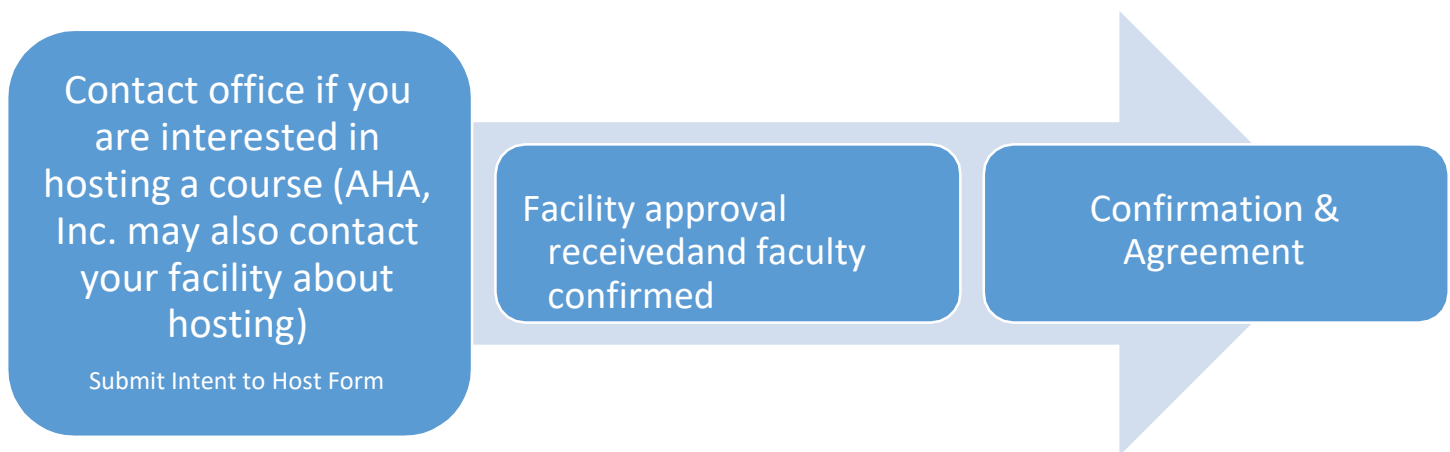 Contact office if you
are interested in
hosting a course (AHA,
Inc. may also contact
your facility about
hosting)
Submit Intent to Host Form
Facility approval
receivedand faculty
confirmed
Confirmation &
Agreement